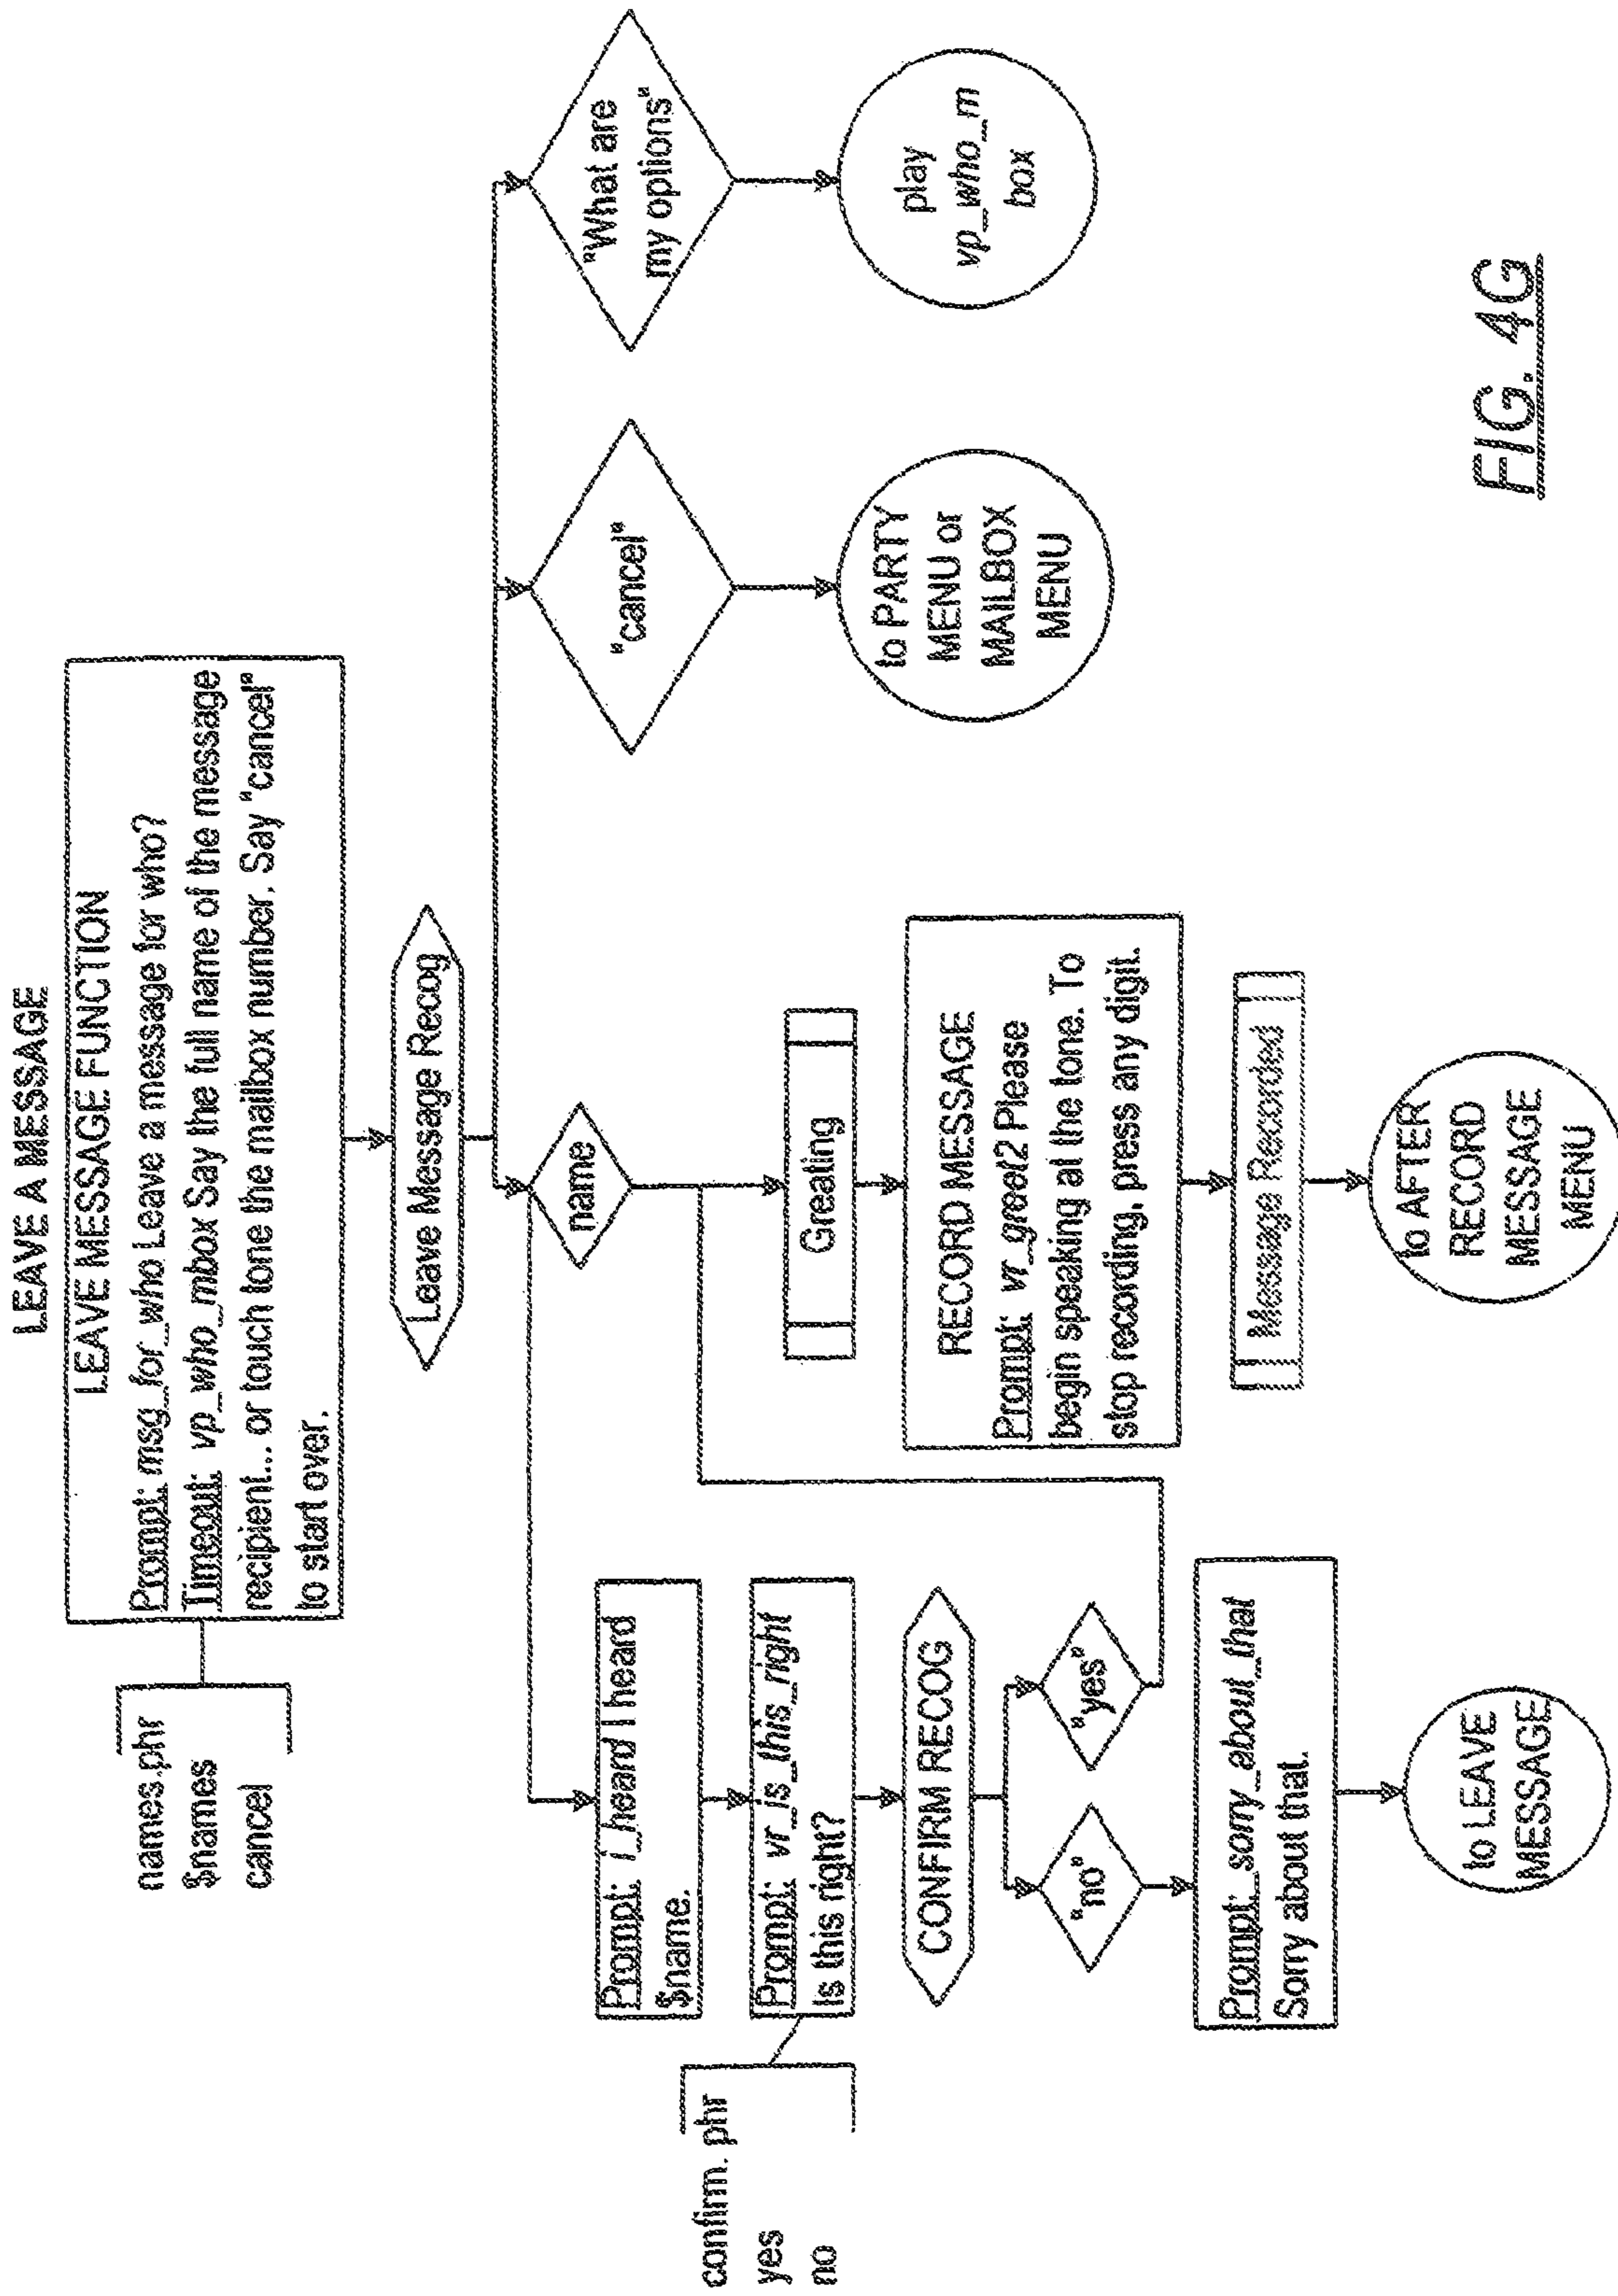 LEAVE A MESSAGE
LEAVE MESSAGE FUNCTION
Prompt: msg_for_who Leave a message for who?
Timeout: vp_who_mbox Say the full name of the message
recipient... or touch tone the mailbox number. Say "cancel"
to start over.
names.phr
$names
cancel
Leave Message Recog
name
"cancel"
"What are
my options"
Prompt: i_heard I heard
$name.
Prompt: vr_is_this_right
Is this right?
confirm. phr
yes
no
CONFIRM RECOG
"no"
"yes"
Prompt: sorry_about_that
Sorry about that.
to LEAVE
MESSAGE
Greating
RECORD MESSAGE
Prompt: vr_greet2 Please
begin speaking at the tone. To
stop recording, press any digit.
Message Recorded
to AFTER
RECORD
MESSAGE
MENU
to PARTY
MENU or
MAILBOX
MENU
play
vp_who_m
box
FIG. 4G